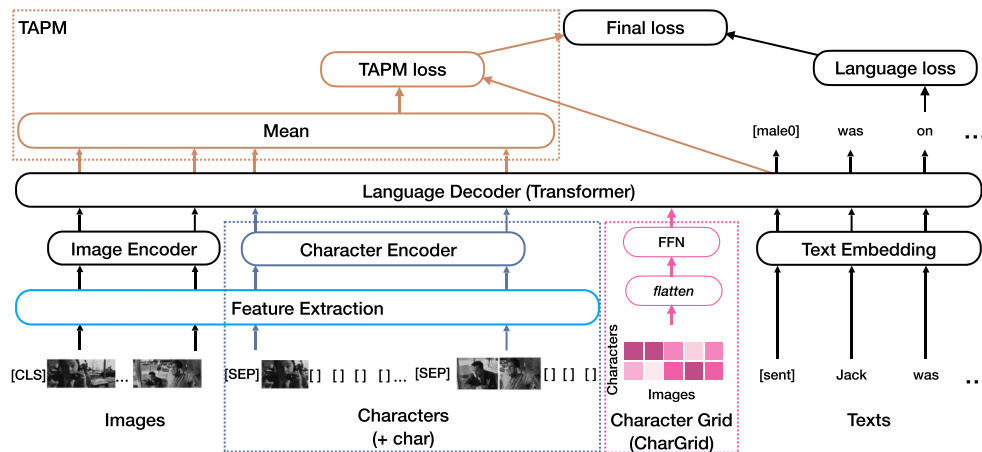 TAPM
Final loss
TAPM loss
Language loss
Mean
[male0] was on ...
Language Decoder (Transformer)
Image Encoder
Character Encoder
FFN
Text Embedding
flatten
Feature Extraction
Characters
[CLS] ... [SEP] [ ] [ ] [ ] [ ] ... [SEP] [ ] [ ] [ ]
[sent] Jack was ..
Images
Images
Characters
(+ char)
Character Grid
(CharGrid)
Texts